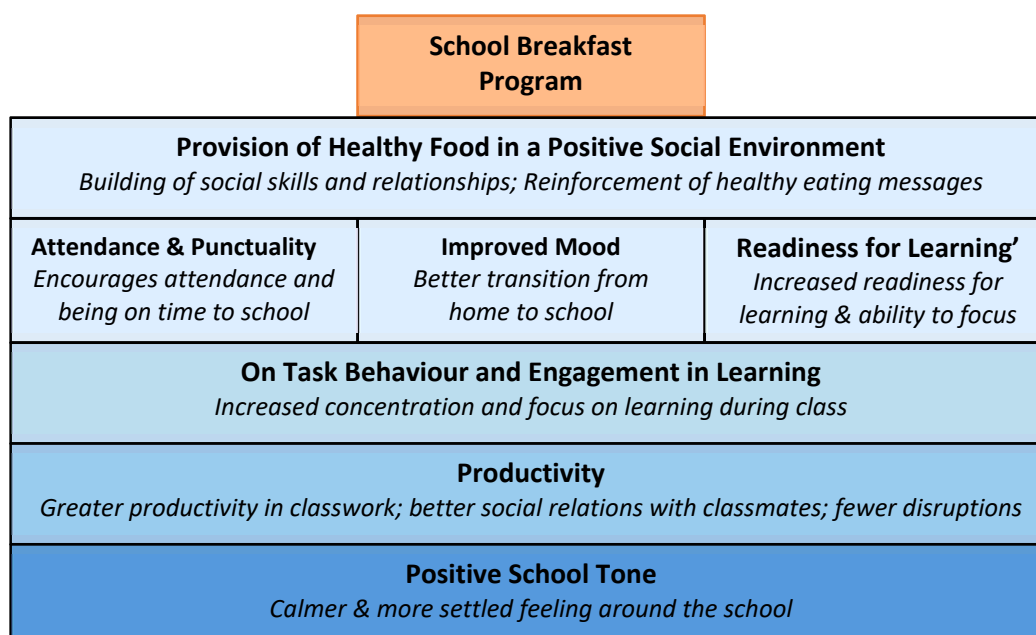 School Breakfast
Program
Provision of Healthy Food in a Positive Social Environment
Building of social skills and relationships; Reinforcement of healthy eating messages
Attendance & Punctuality
Encourages attendance and
being on time to school
Improved Mood
Better transition from
home to school
Readiness for Learning’
Increased readiness for
learning & ability to focus
On Task Behaviour and Engagement in Learning
Increased concentration and focus on learning during class
Productivity
Greater productivity in classwork; better social relations with classmates; fewer disruptions
Positive School Tone
Calmer & more settled feeling around the school